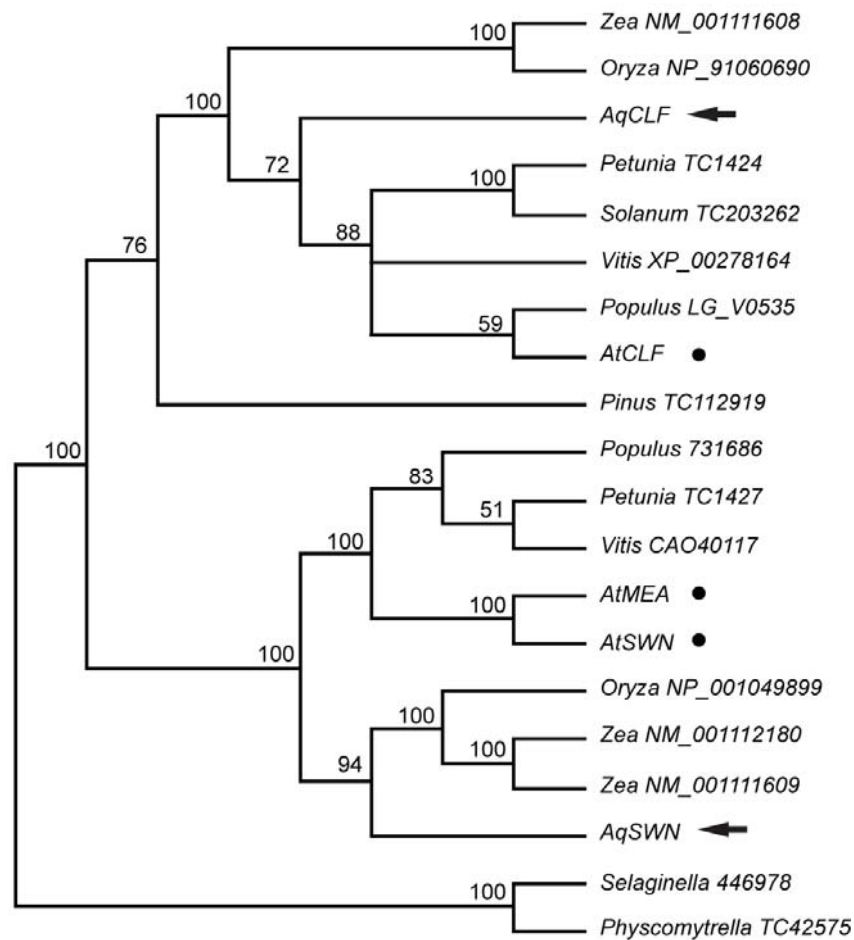 Zea NM_001111608
100
Oryza NP_91060690
100
AqCLF
72
Petunia TC1424
100
Solanum TC203262
88
76
Vitis XP_00278164
Populus LG_V0535
59
AtCLF
Pinus TC112919
100
Populus 731686
83
Petunia TC1427
51
100
Vitis CAO40117
AtMEA
100
AtSWN
100
Oryza NP_001049899
100
Zea NM_001112180
100
94
Zea NM_001111609
AqSWN
Selaginella 446978
100
Physcomytrella TC42575